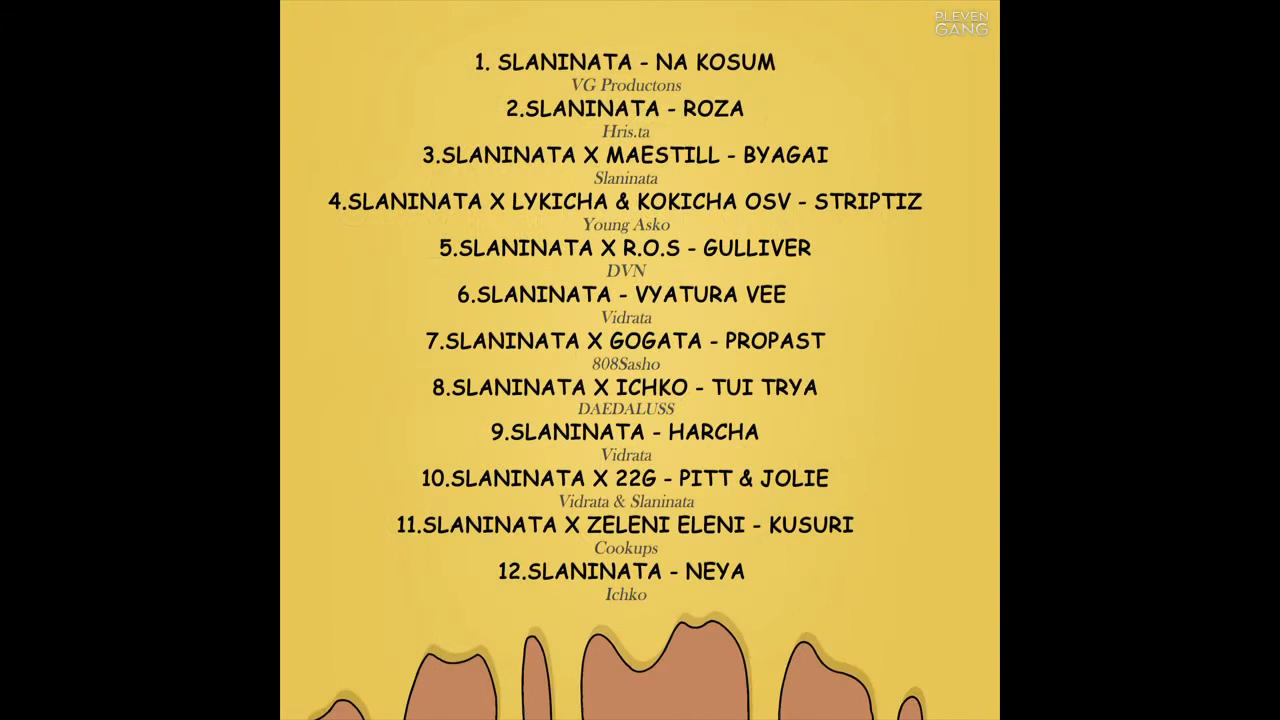 PLEVEN
GANG
1. SLANINATA - NA KOSUM
VG Productons
2.SLANINATA - ROZA
Hris.ta
3.SLANINATA X MAESTILL - BYAGAI
Slaninata
4.SLANINATA X LYKICHA & KOKICHA OSV - STRIPTIZ
Young Asko
5.SLANINATA X R.O.S - GULLIVER
DVN
6.SLANINATA - VYATURA VEE
Vidrata
7.SLANINATA X GOGATA - PROPAST
808Sasho
8.SLANINATA X ICHKO - TUI TRYA
DAEDALUSS
9.SLANINATA - HARCHA
Vidrata
10.SLANINATA X 22G - PITT & JOLIE
Vidrata & Slaninata
11.SLANINATA X ZELENI ELENI - KUSURI
Cookups
12.SLANINATA - NEYA
Ichko